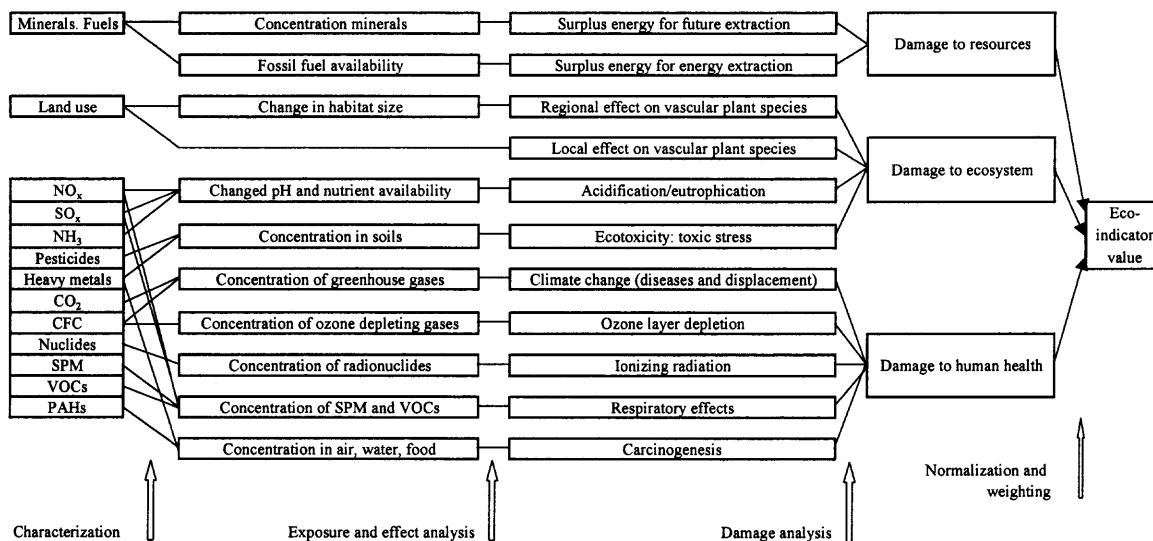 Minerals. Fuels
Concentration minerals
Surplus energy for future extraction
Damage to resources
Fossil fuel availability
Surplus energy for energy extraction
Land use
Change in habitat size
Regional effect on vascular plant species
Local effect on vascular plant species
Damage to ecosystem
NOₓ
Changed pH and nutrient availability
Acidification/eutrophication
SOₓ
NH₃
Concentration in soils
Ecotoxicity: toxic stress
Eco-
indicator
value
Pesticides
Heavy metals
Concentration of greenhouse gases
Climate change (diseases and displacement)
CO₂
CFC
Concentration of ozone depleting gases
Ozone layer depletion
Nuclides
SPM
Concentration of radionuclides
Ionizing radiation
Damage to human health
VOCs
PAHs
Concentration of SPM and VOCs
Respiratory effects
Concentration in air, water, food
Carcinogenesis
Normalization and
weighting
Characterization
Exposure and effect analysis
Damage analysis